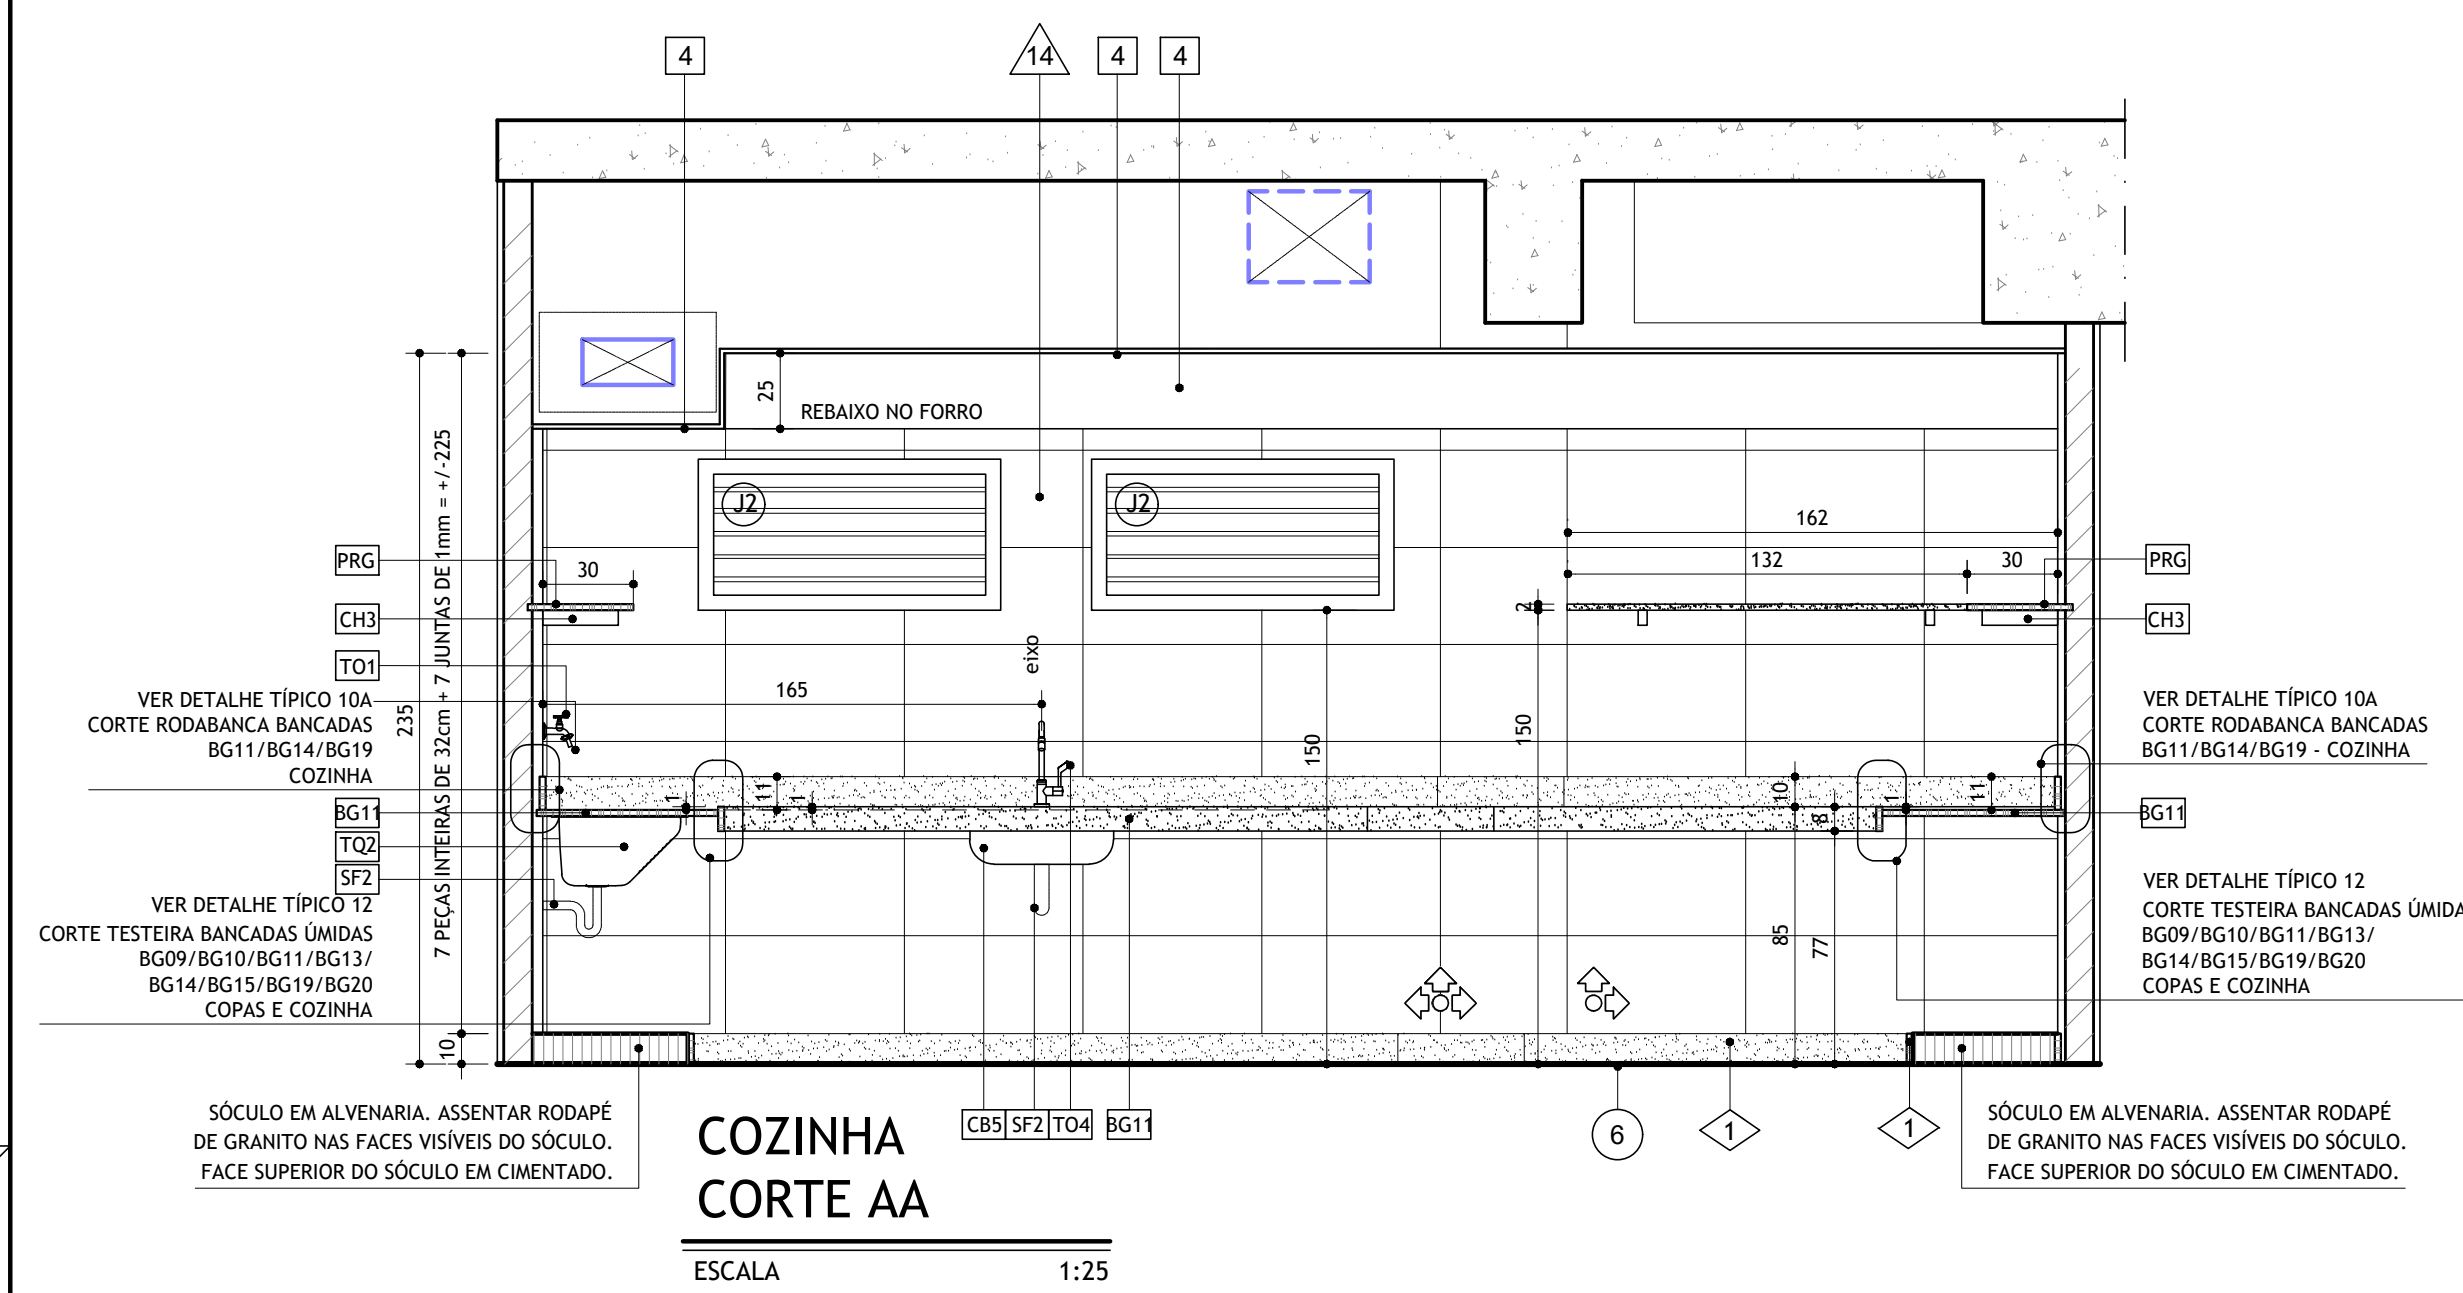 4
14
4
4
25
REBAIXO NO FORRO
J2
J2
162
132
30
30
2
PRG
CH3
TO1
VER DETALHE TÍPICO 10A
CORTE RODABANCA BANCADAS
BG11/BG14/BG19
COZINHA
BG11
TQ2
SF2
VER DETALHE TÍPICO 12
CORTE TESTEIRA BANCADAS ÚMIDAS
BG09/BG10/BG11/BG13/
BG14/BG15/BG19/BG20
COPAS E COZINHA
235
7 PEÇAS INTEIRAS DE 32cm + 7 JUNTAS DE 1mm = +/-225
10
eixo
165
150
150
1
11
1
10
8
1
11
85
77
PRG
CH3
VER DETALHE TÍPICO 10A
CORTE RODABANCA BANCADAS
BG11/BG14/BG19 - COZINHA
BG11
VER DETALHE TÍPICO 12
CORTE TESTEIRA BANCADAS ÚMIDA
BG09/BG10/BG11/BG13/
BG14/BG15/BG19/BG20
COPAS E COZINHA
SÓCULO EM ALVENARIA. ASSENTAR RODAPÉ
DE GRANITO NAS FACES VISÍVEIS DO SÓCULO.
FACE SUPERIOR DO SÓCULO EM CIMENTADO.
CB5 SF2 TO4 BG11
6
1
1
SÓCULO EM ALVENARIA. ASSENTAR RODAPÉ
DE GRANITO NAS FACES VISÍVEIS DO SÓCULO.
FACE SUPERIOR DO SÓCULO EM CIMENTADO.
COZINHA
CORTE AA
ESCALA 1:25